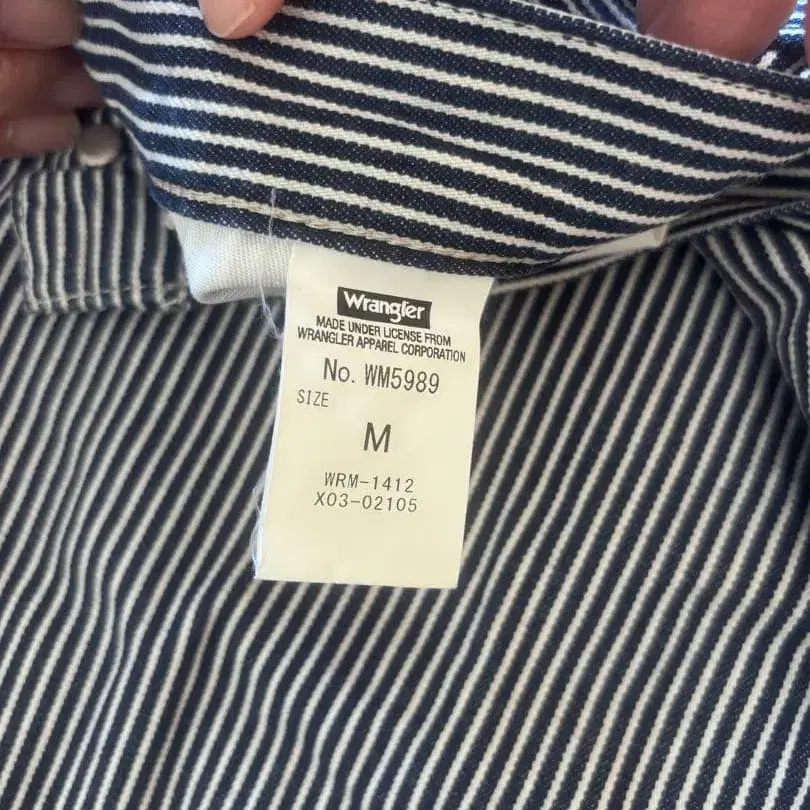 Wrangler
MADE UNDER LICENSE FROM
WRANGLER APPAREL CORPORATION
No. WM5989
SIZE
M
WRM-1412
X03-02105